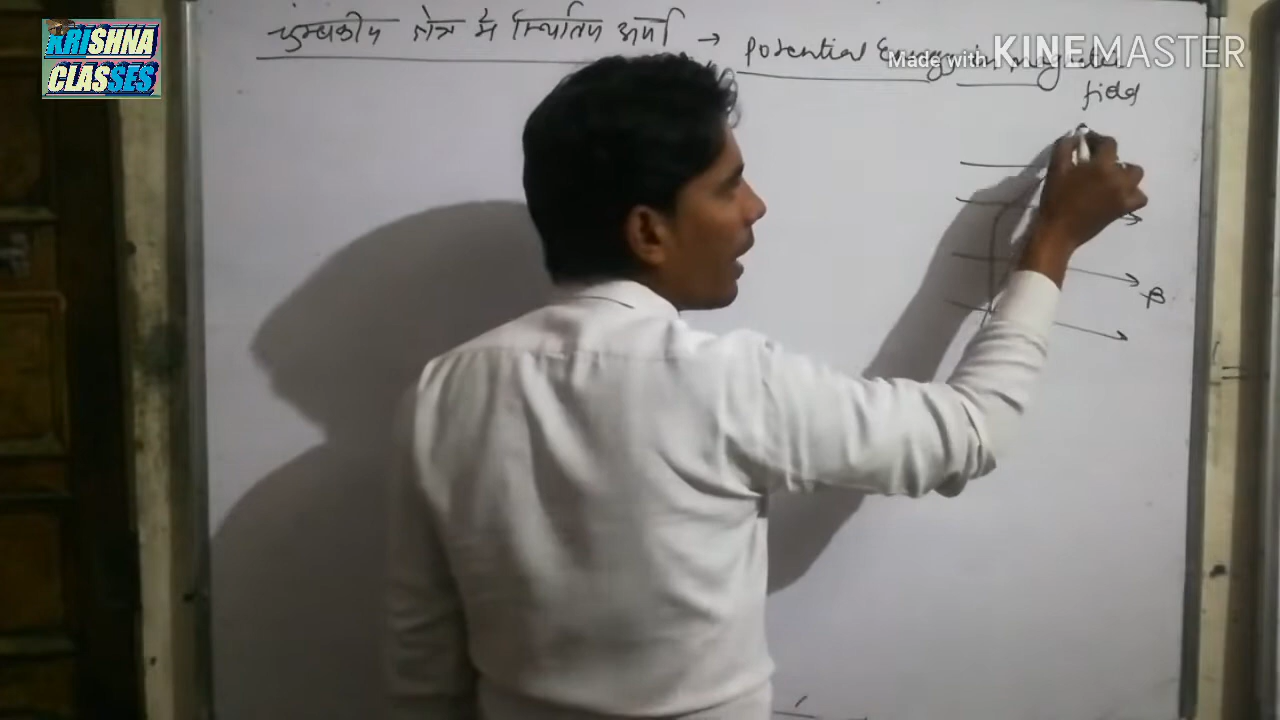 KRISHNA
CLASSES
चुम्बकीय क्षेत्र में स्थितिज ऊर्जा → Potential Energy in magnetic
field
Made with KINEMASTER
B